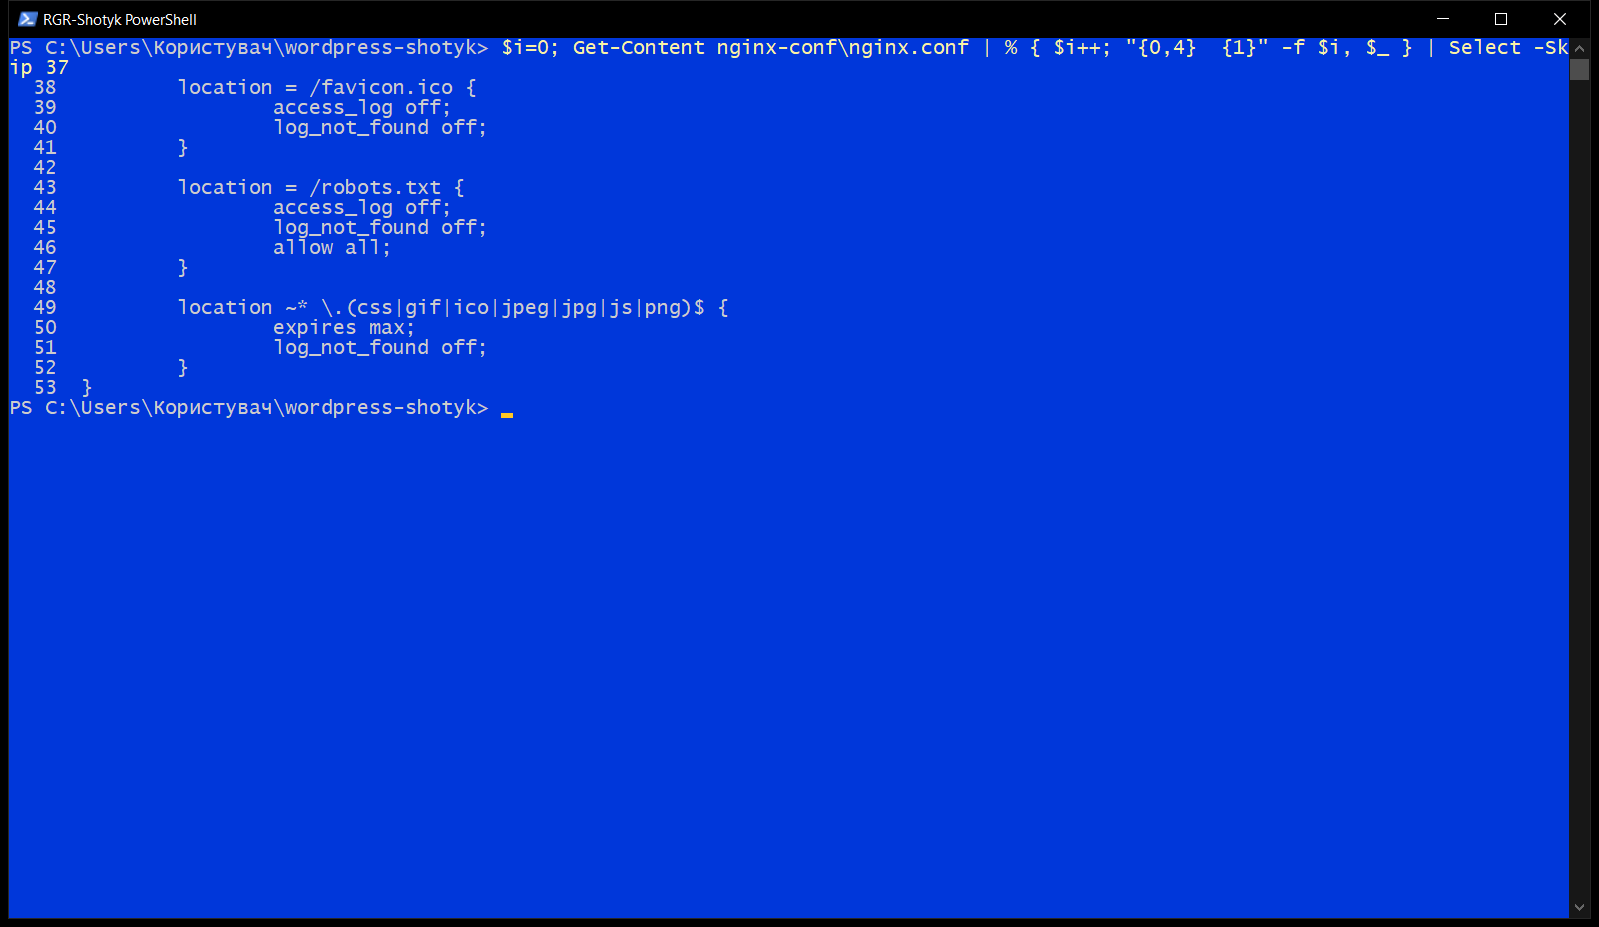 RGR-Shotyk PowerShell
PS C:\Users\Користувач\wordpress-shotyk> $i=0; Get-Content nginx-conf\nginx.conf | % { $i++; "{0,4}  {1}" -f $i, $_ } | Select -Sk
ip 37
  38          location = /favicon.ico {
  39                  access_log off;
  40                  log_not_found off;
  41          }
  42
  43          location = /robots.txt {
  44                  access_log off;
  45                  log_not_found off;
  46                  allow all;
  47          }
  48
  49          location ~* \.(css|gif|ico|jpeg|jpg|js|png)$ {
  50                  expires max;
  51                  log_not_found off;
  52          }
  53  }
PS C:\Users\Користувач\wordpress-shotyk>